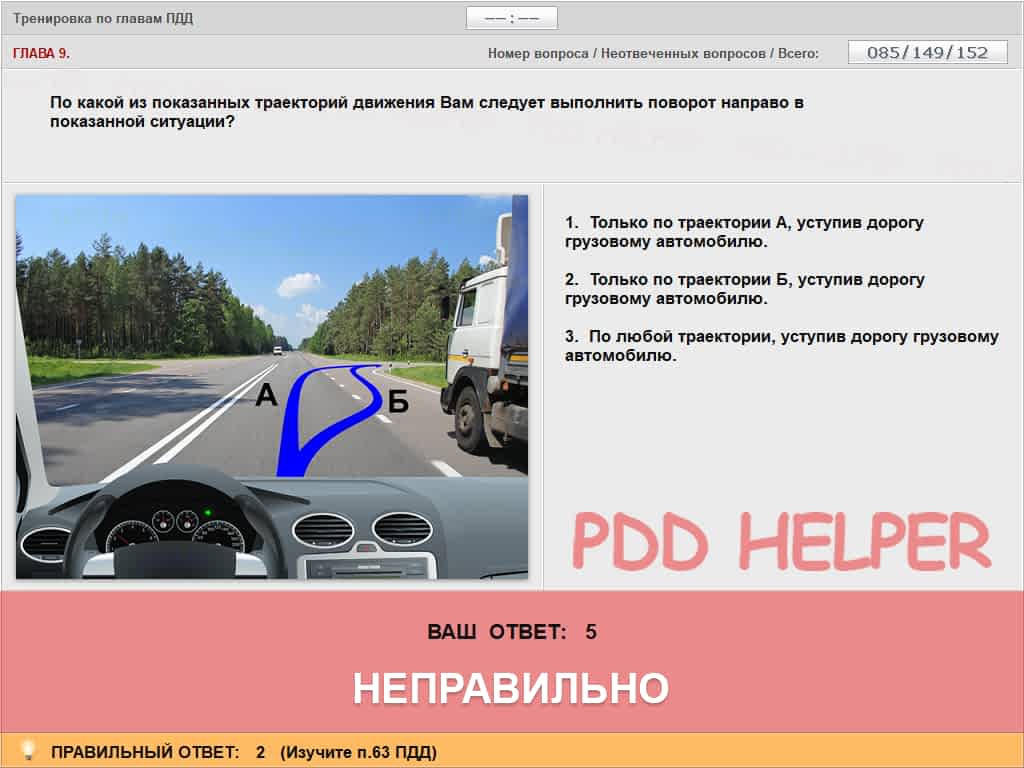 Тренировка по главам ПДД
––:––
ГЛАВА 9.
Номер вопроса / Неотвеченных вопросов / Всего:
085/149/152
По какой из показанных траекторий движения Вам следует выполнить поворот направо в
показанной ситуации?
1. Только по траектории А, уступив дорогу
грузовому автомобилю.
2. Только по траектории Б, уступив дорогу
грузовому автомобилю.
3. По любой траектории, уступив дорогу грузовому
автомобилю.
А
Б
PDD HELPER
ВАШ ОТВЕТ: 5
НЕПРАВИЛЬНО
ПРАВИЛЬНЫЙ ОТВЕТ: 2 (Изучите п.63 ПДД)